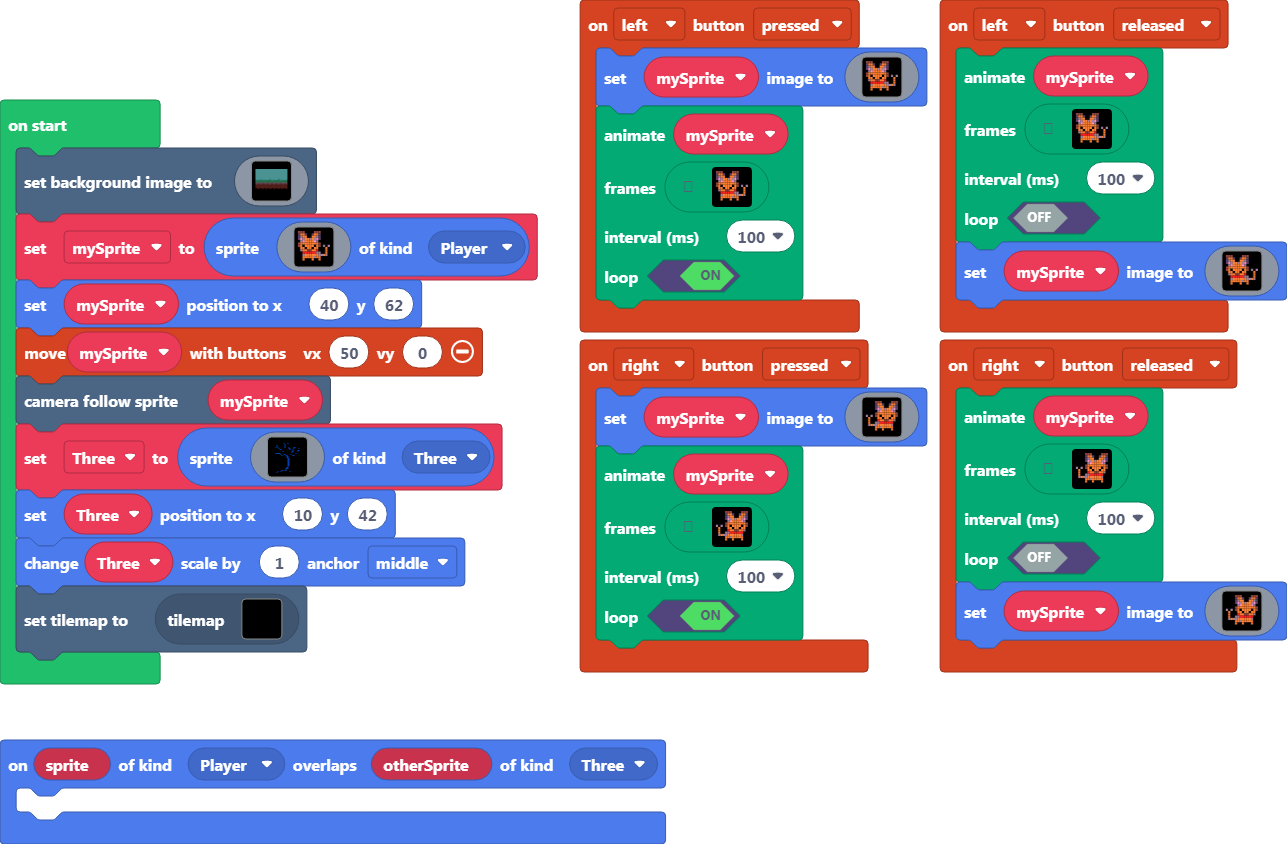 on start
set background image to
set mySprite to sprite of kind Player
set mySprite position to x 40 y 62
move mySprite with buttons vx 50 vy 0
camera follow sprite mySprite
set Three to sprite of kind Three
set Three position to x 10 y 42
change Three scale by 1 anchor middle
set tilemap to tilemap
on left button pressed
set mySprite image to
animate mySprite
frames
interval (ms) 100
loop ON
on left button released
animate mySprite
frames
interval (ms) 100
loop OFF
set mySprite image to
on right button pressed
set mySprite image to
animate mySprite
frames
interval (ms) 100
loop ON
on right button released
animate mySprite
frames
interval (ms) 100
loop OFF
set mySprite image to
on sprite of kind Player overlaps otherSprite of kind Three